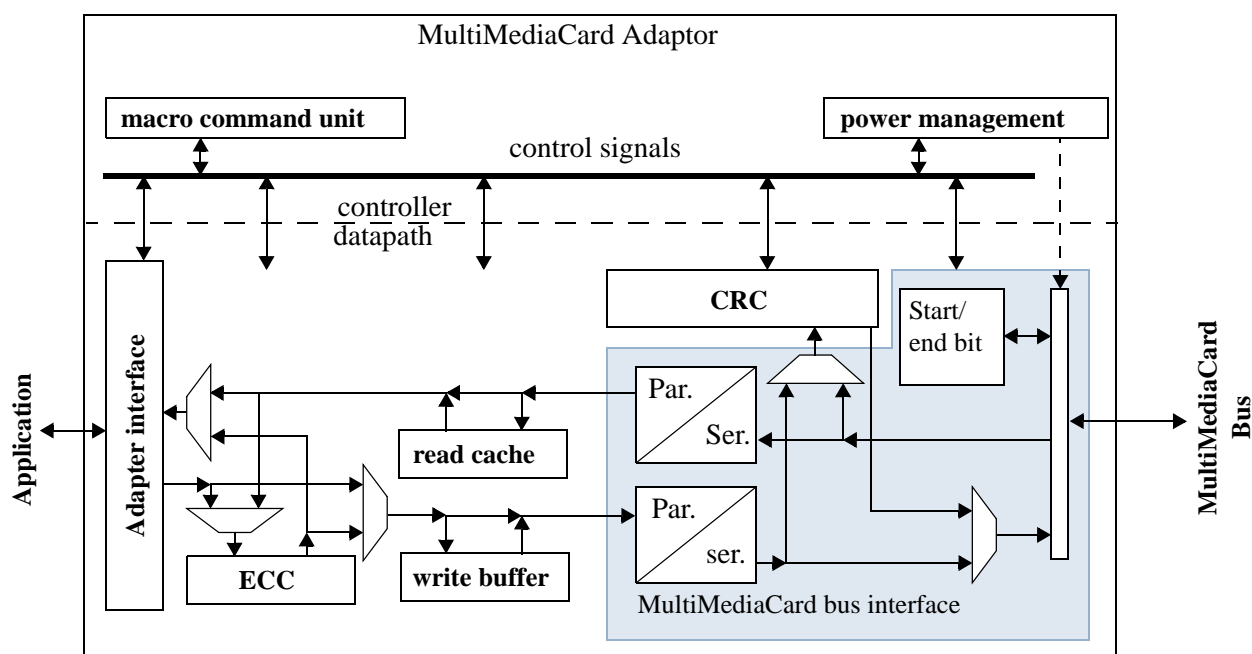 MultiMediaCard Adaptor
macro command unit
power management
control signals
controller
datapath
CRC
Start/
end bit
Adapter interface
Application
MultiMediaCard
Bus
Par.
Ser.
read cache
Par.
ser.
ECC
write buffer
MultiMediaCard bus interface